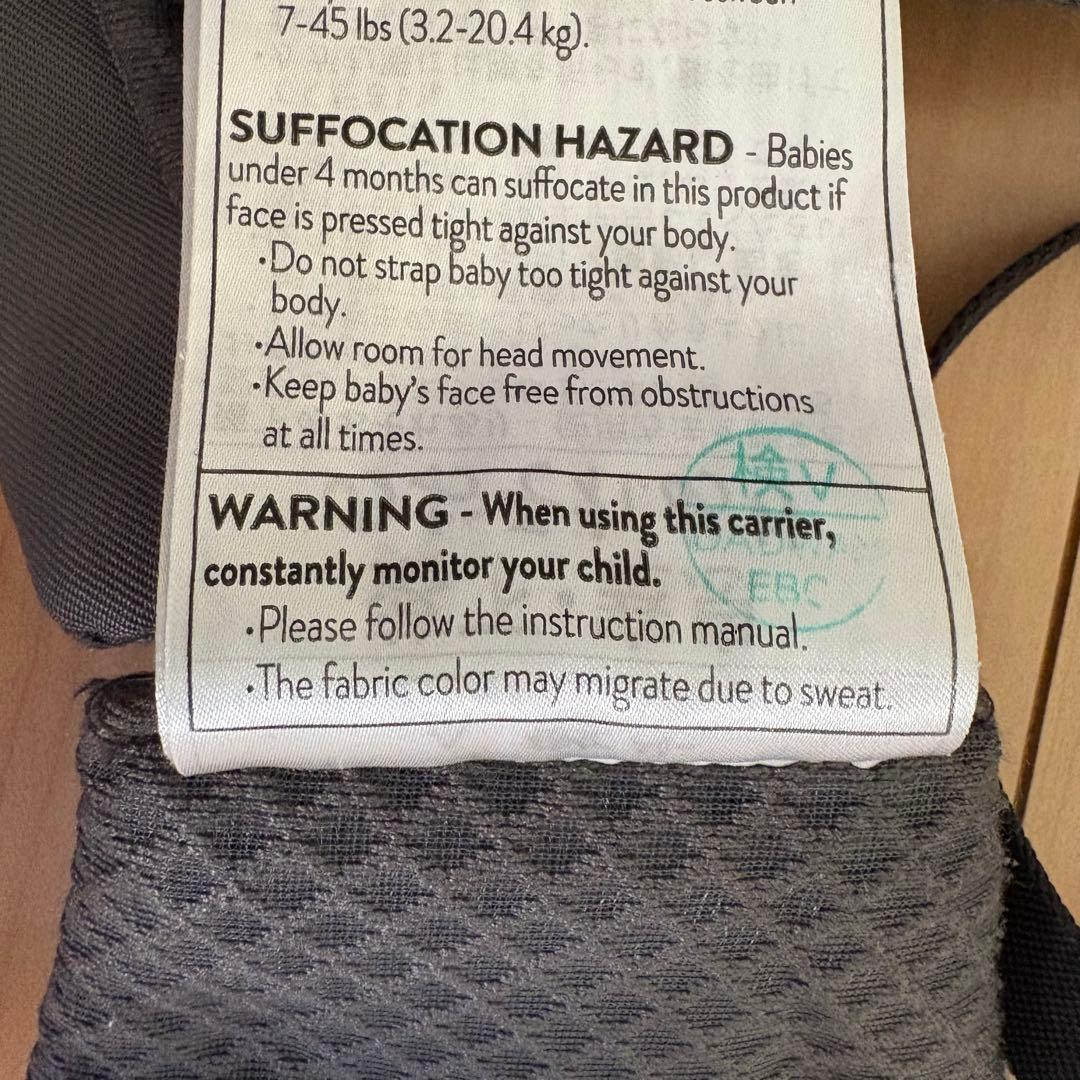 7-45 lbs (3.2-20.4 kg).
SUFFOCATION HAZARD - Babies
under 4 months can suffocate in this product if
face is pressed tight against your body.
·Do not strap baby too tight against your
body.
·Allow room for head movement.
·Keep baby's face free from obstructions
at all times.
検 V
WARNING - When using this carrier,
constantly monitor your child.
EBC
·Please follow the instruction manual.
·The fabric color may migrate due to sweat.